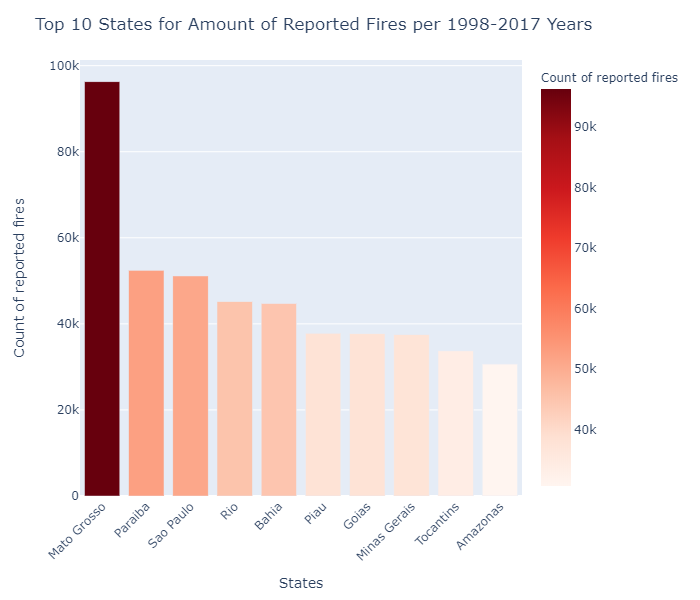 Top 10 States for Amount of Reported Fires per 1998-2017 Years
Count of reported fires
100k
80k
60k
40k
20k
0
Count of reported fires
90k
80k
70k
60k
50k
40k
Mato Grosso
Paraiba
Sao Paulo
Rio
Bahia
Piau
Goias
Minas Gerais
Tocantins
Amazonas
States